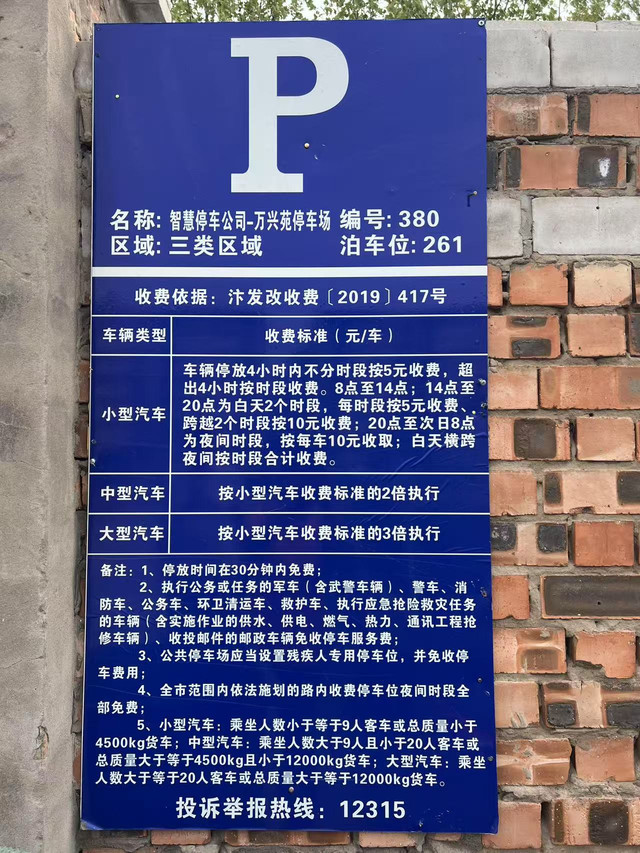 P
名称: 智慧停车公司-万兴苑停车场 编号: 380
区域: 三类区域 泊车位: 261
收费依据: 汴发改收费〔2019〕417号
车辆类型 收费标准（元/车）
小型汽车
车辆停放4小时内不分时段按5元收费，超
出4小时按时段收费。8点至14点；14点至
20点为白天2个时段，每时段按5元收费、
跨越2个时段按10元收费；20点至次日8点
为夜间时段，按每车10元收取；白天横跨
夜间按时段合计收费。
中型汽车 按小型汽车收费标准的2倍执行
大型汽车 按小型汽车收费标准的3倍执行
备注: 1、停放时间在30分钟内免费；
2、执行公务或任务的军车（含武警车辆）、警车、消
防车、公务车、环卫清运车、救护车、执行应急抢险救灾任务
的车辆（含实施作业的供水、供电、燃气、热力、通讯工程抢
修车辆）、收投邮件的邮政车辆免收停车服务费；
3、公共停车场应当设置残疾人专用停车位，并免收停
车费用；
4、全市范围内依法施划的路内收费停车位夜间时段全
部免费；
5、小型汽车：乘坐人数小于等于9人客车或总质量小于
4500kg货车；中型汽车：乘坐人数大于9人且小于20人客车或
总质量大于等于4500kg且小于12000kg货车；大型汽车：乘坐
人数大于等于20人客车或总质量大于等于12000kg货车。
投诉举报热线: 12315